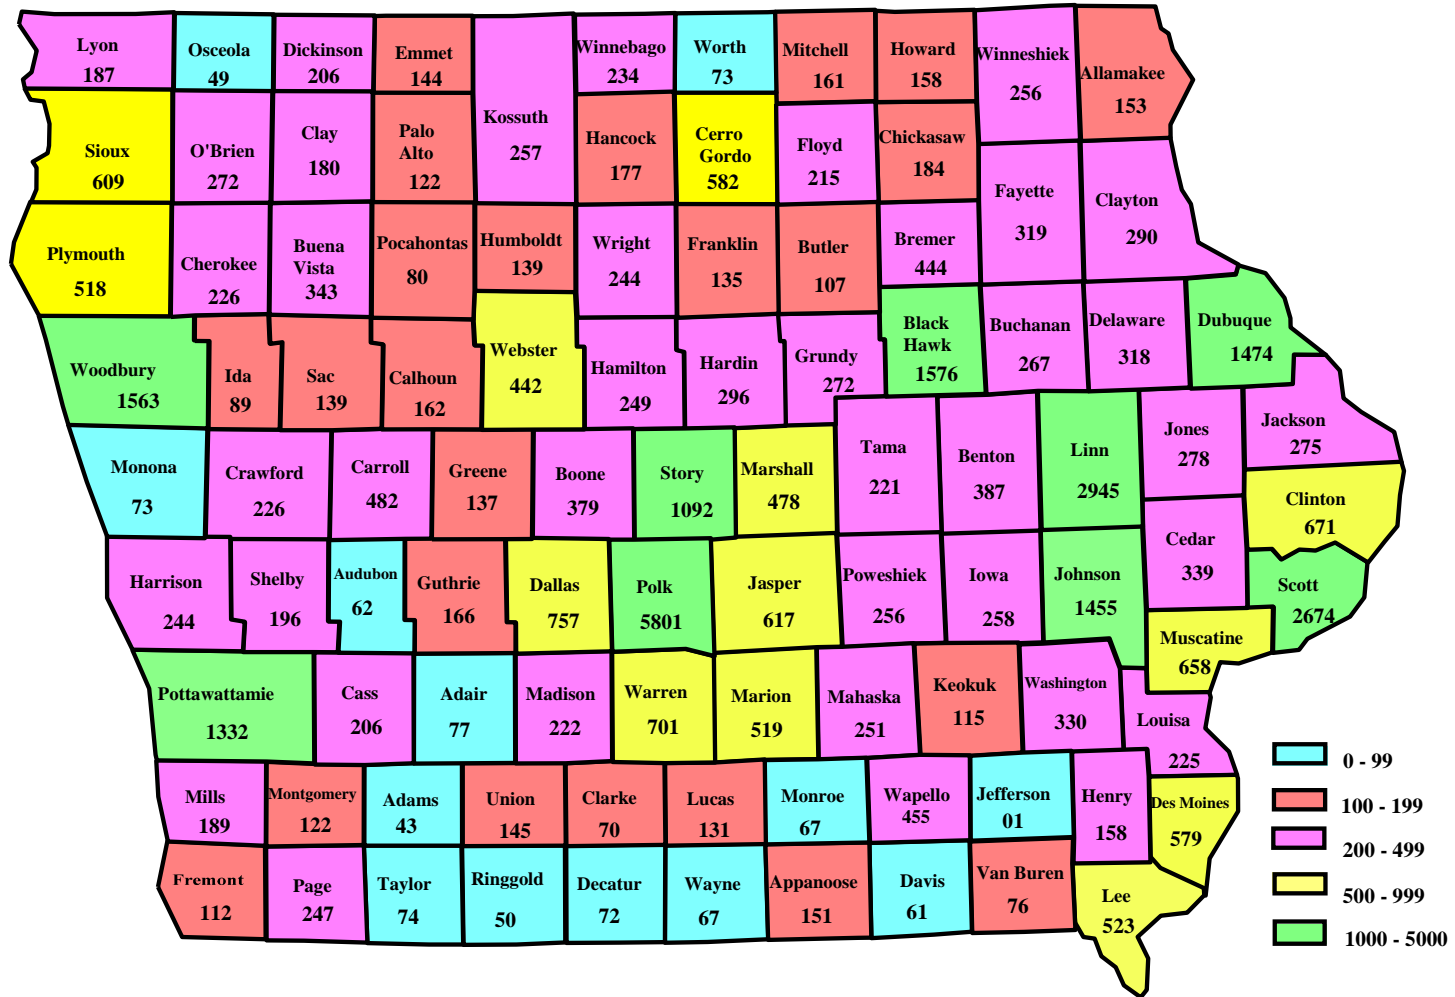 Lyon
187
Osceola
49
Dickinson
206
Emmet
144
Kossuth
257
Winnebago
234
Worth
73
Mitchell
161
Howard
158
Winneshiek
256
Allamakee
153
Sioux
609
O'Brien
272
Clay
180
Palo
Alto
122
Hancock
177
Cerro
Gordo
582
Floyd
215
Chickasaw
184
Fayette
319
Clayton
290
Plymouth
518
Cherokee
226
Buena
Vista
343
Pocahontas
80
Humboldt
139
Wright
244
Franklin
135
Butler
107
Bremer
444
Woodbury
1563
Ida
89
Sac
139
Calhoun
162
Webster
442
Hamilton
249
Hardin
296
Grundy
272
Black
Hawk
1576
Buchanan
267
Delaware
318
Dubuque
1474
Monona
73
Crawford
226
Carroll
482
Greene
137
Boone
379
Story
1092
Marshall
478
Tama
221
Benton
387
Linn
2945
Jones
278
Jackson
275
Clinton
671
Harrison
244
Shelby
196
Audubon
62
Guthrie
166
Dallas
757
Polk
5801
Jasper
617
Poweshiek
256
Iowa
258
Johnson
1455
Cedar
339
Scott
2674
Muscatine
658
Pottawattamie
1332
Cass
206
Adair
77
Madison
222
Warren
701
Marion
519
Mahaska
251
Keokuk
115
Washington
330
Louisa
225
Mills
189
Montgomery
122
Adams
43
Union
145
Clarke
70
Lucas
131
Monroe
67
Wapello
455
Jefferson
01
Henry
158
Des Moines
579
Fremont
112
Page
247
Taylor
74
Ringgold
50
Decatur
72
Wayne
67
Appanoose
151
Davis
61
Van Buren
76
Lee
523
0 - 99
100 - 199
200 - 499
500 - 999
1000 - 5000